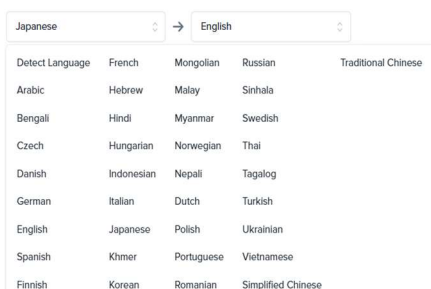 Japanese → English
Detect Language French Mongolian Russian Traditional Chinese
Arabic Hebrew Malay Sinhala
Bengali Hindi Myanmar Swedish
Czech Hungarian Norwegian Thai
Danish Indonesian Nepali Tagalog
German Italian Dutch Turkish
English Japanese Polish Ukrainian
Spanish Khmer Portuguese Vietnamese
Finnish Korean Romanian Simplified Chinese